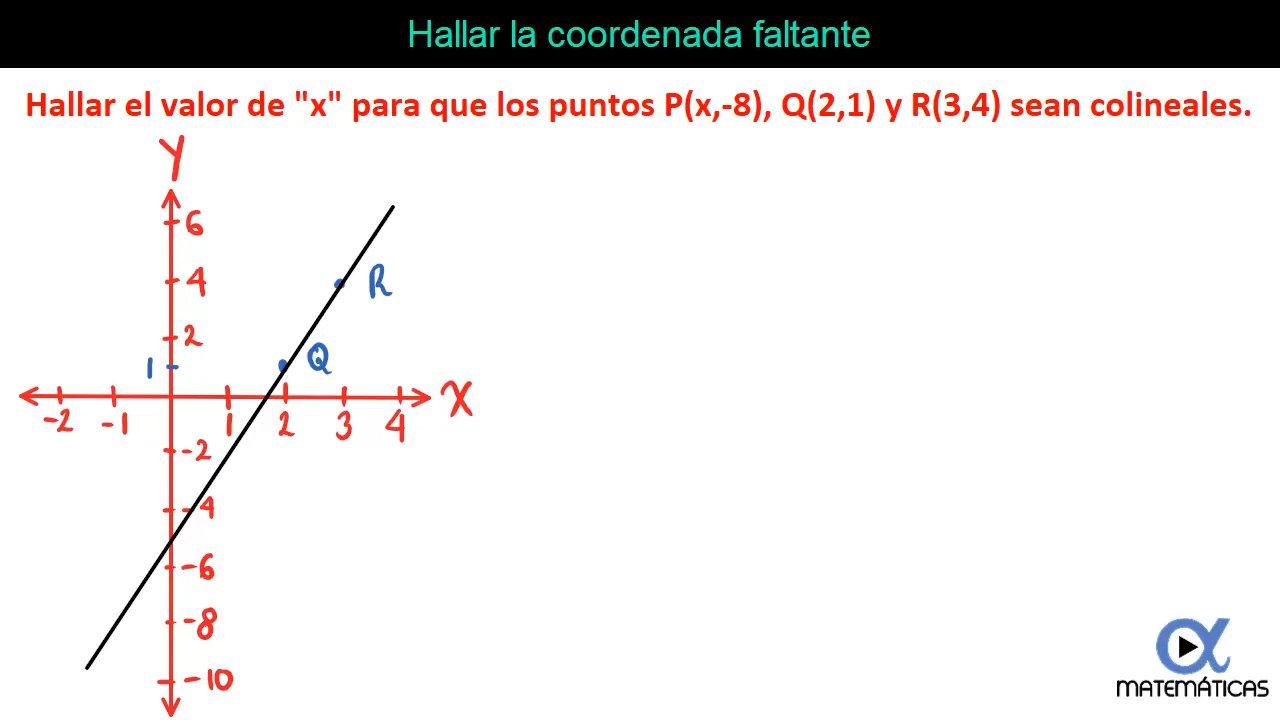 Hallar la coordenada faltante
Hallar el valor de "x" para que los puntos P(x,-8), Q(2,1) y R(3,4) sean colineales.
Y
6
4
R
2
1
Q
X
-2 -1 1 2 3 4
-2
-4
-6
-8
-10
MATEMÁTICAS